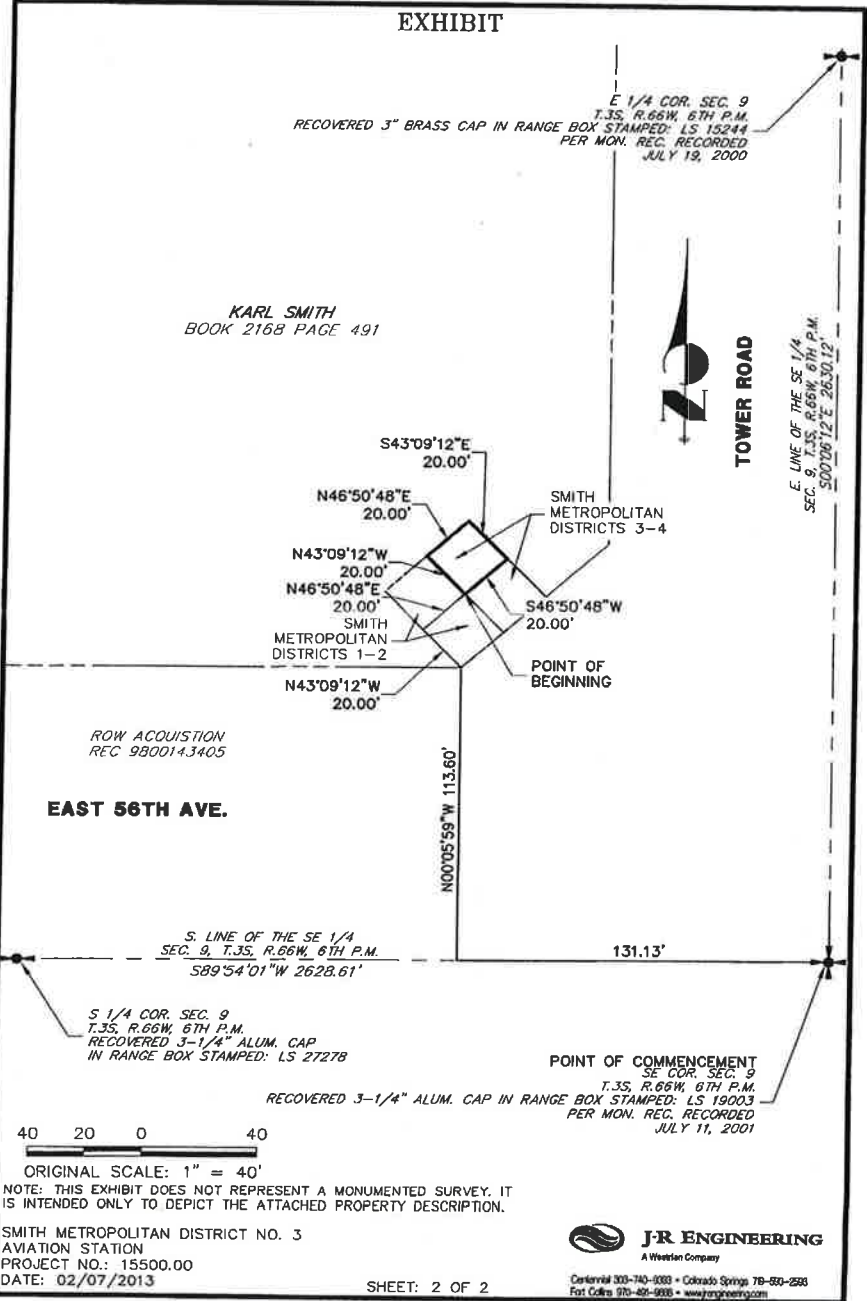 EXHIBIT
E 1/4 COR. SEC. 9
T.3S, R.66W, 6TH P.M.
RECOVERED 3" BRASS CAP IN RANGE BOX STAMPED: LS 15244
PER MON. REC. RECORDED
JULY 19, 2000
KARL SMITH
BOOK 2168 PAGE 491
TOWER ROAD
E. LINE OF THE SE 1/4
SEC. 9, T.3S, R.66W, 6TH P.M.
S00°06'12"E 2630.12'
S43°09'12"E
20.00'
N46°50'48"E
20.00'
SMITH
METROPOLITAN
DISTRICTS 3-4
N43°09'12"W
20.00'
N46°50'48"E
20.00'
S46°50'48"W
20.00'
SMITH
METROPOLITAN
DISTRICTS 1-2
POINT OF
BEGINNING
N43°09'12"W
20.00'
ROW ACQUISTION
REC 9800143405
EAST 56TH AVE.
N00°05'59"W 113.60'
S. LINE OF THE SE 1/4
SEC. 9, T.3S, R.66W, 6TH P.M.
S89°54'01"W 2628.61'
131.13'
S 1/4 COR. SEC. 9
T.3S, R.66W, 6TH P.M.
RECOVERED 3-1/4" ALUM. CAP
IN RANGE BOX STAMPED: LS 27278
POINT OF COMMENCEMENT
SE COR. SEC. 9
T.3S, R.66W, 6TH P.M.
RECOVERED 3-1/4" ALUM. CAP IN RANGE BOX STAMPED: LS 19003
PER MON. REC. RECORDED
JULY 11, 2001
40 20 0 40
ORIGINAL SCALE: 1" = 40'
NOTE: THIS EXHIBIT DOES NOT REPRESENT A MONUMENTED SURVEY. IT
IS INTENDED ONLY TO DEPICT THE ATTACHED PROPERTY DESCRIPTION.
SMITH METROPOLITAN DISTRICT NO. 3
AVIATION STATION
PROJECT NO.: 15500.00
DATE: 02/07/2013
SHEET: 2 OF 2
J·R ENGINEERING
A Westrian Company
Centennial • Colorado Springs
Fort Collins • www.jrengineering.com